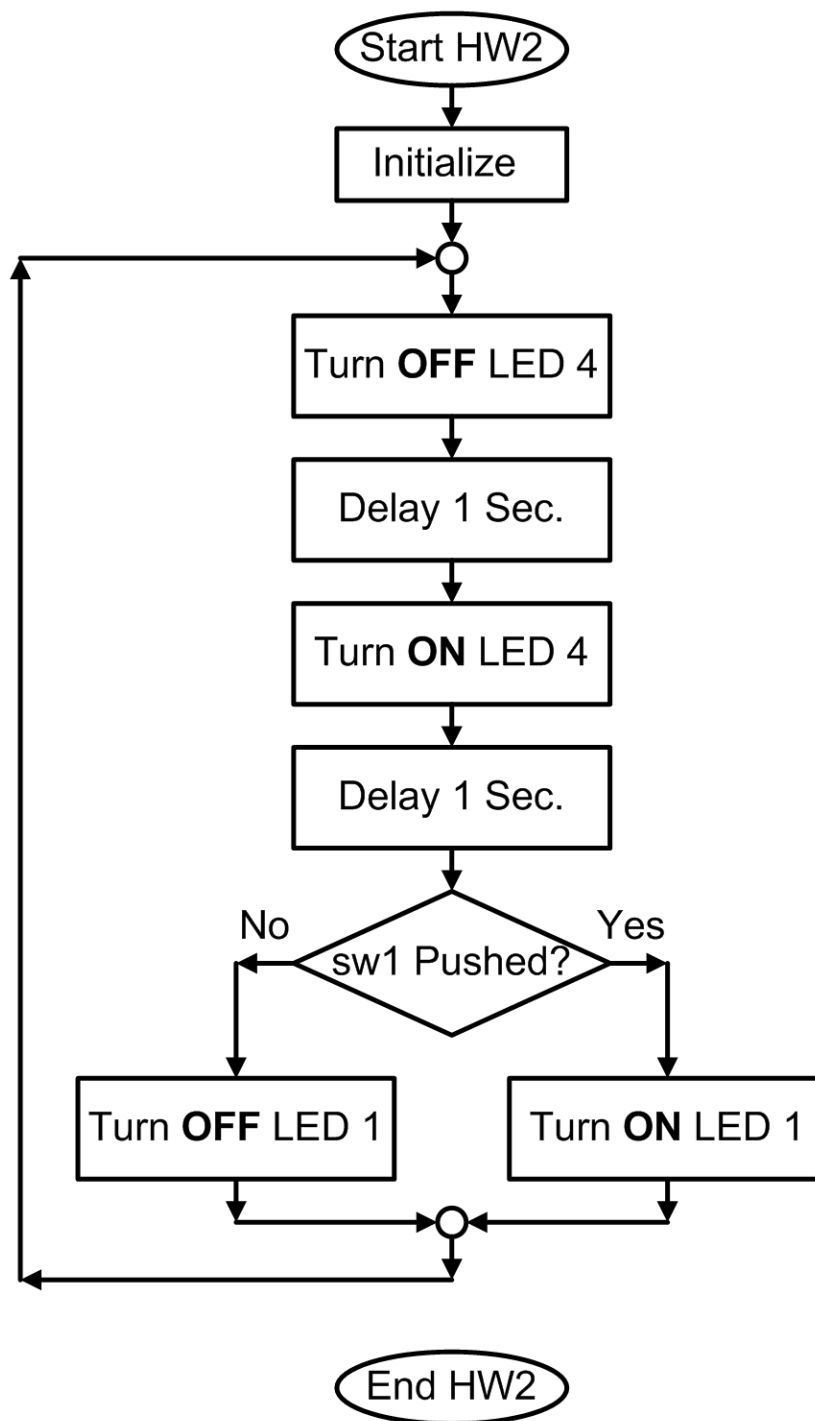 Start HW2
Initialize
Turn OFF LED 4
Delay 1 Sec.
Turn ON LED 4
Delay 1 Sec.
No
Yes
sw1 Pushed?
Turn OFF LED 1
Turn ON LED 1
End HW2